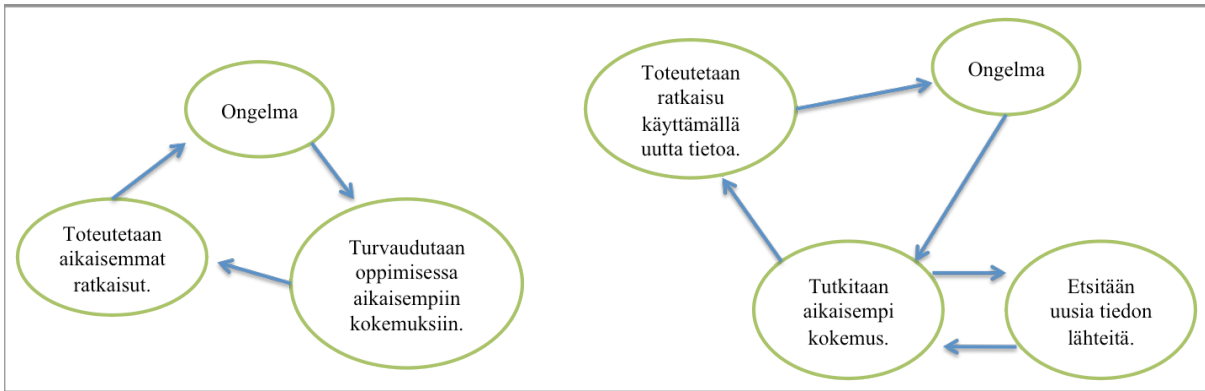 Ongelma
Turvaudutaan
oppimisessa
aikaisempiin
kokemuksiin.
Toteutetaan
aikaisemmat
ratkaisut.
Ongelma
Tutkitaan
aikaisempi
kokemus.
Etsitään
uusia tiedon
lähteitä.
Toteutetaan
ratkaisu
käyttämällä
uutta tietoa.